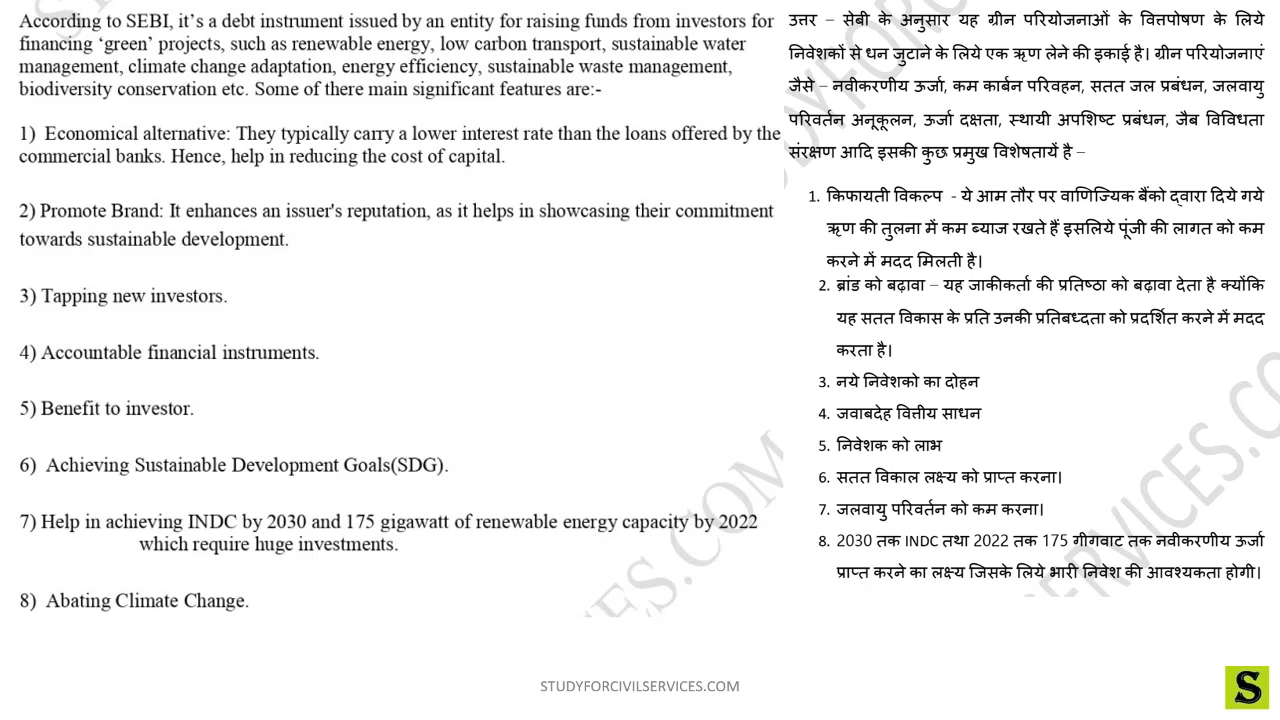 According to SEBI, it's a debt instrument issued by an entity for raising funds from investors for
financing ‘green’ projects, such as renewable energy, low carbon transport, sustainable water
management, climate change adaptation, energy efficiency, sustainable waste management,
biodiversity conservation etc. Some of there main significant features are:-
1) Economical alternative: They typically carry a lower interest rate than the loans offered by the
commercial banks. Hence, help in reducing the cost of capital.
2) Promote Brand: It enhances an issuer's reputation, as it helps in showcasing their commitment
towards sustainable development.
3) Tapping new investors.
4) Accountable financial instruments.
5) Benefit to investor.
6) Achieving Sustainable Development Goals(SDG).
7) Help in achieving INDC by 2030 and 175 gigawatt of renewable energy capacity by 2022
which require huge investments.
8) Abating Climate Change.
उत्तर – सेबी के अनुसार यह ग्रीन परियोजनाओं के वित्तपोषण के लिये
निवेशकों से धन जुटाने के लिये एक ऋण लेने की इकाई है। ग्रीन परियोजनाएं
जैसे – नवीकरणीय ऊर्जा, कम कार्बन परिवहन, सतत जल प्रबंधन, जलवायु
परिवर्तन अनूकूलन, ऊर्जा दक्षता, स्थायी अपशिष्ट प्रबंधन, जैब विविधता
संरक्षण आदि इसकी कुछ प्रमुख विशेषतायें है –
1. किफायती विकल्प - ये आम तौर पर वाणिज्यिक बैंको द्वारा दिये गये
ऋण की तुलना में कम ब्याज रखते हैं इसलिये पूंजी की लागत को कम
करने में मदद मिलती है।
2. ब्रांड को बढ़ावा – यह जाकीकर्ता की प्रतिष्ठा को बढ़ावा देता है क्योंकि
यह सतत विकास के प्रति उनकी प्रतिबध्दता को प्रदर्शित करने में मदद
करता है।
3. नये निवेशको का दोहन
4. जवाबदेह वित्तीय साधन
5. निवेशक को लाभ
6. सतत विकाल लक्ष्य को प्राप्त करना।
7. जलवायु परिवर्तन को कम करना।
8. 2030 तक INDC तथा 2022 तक 175 गीगवाट तक नवीकरणीय ऊर्जा
प्राप्त करने का लक्ष्य जिसके लिये भारी निवेश की आवश्यकता होगी।
STUDYFORCIVILSERVICES.COM
S